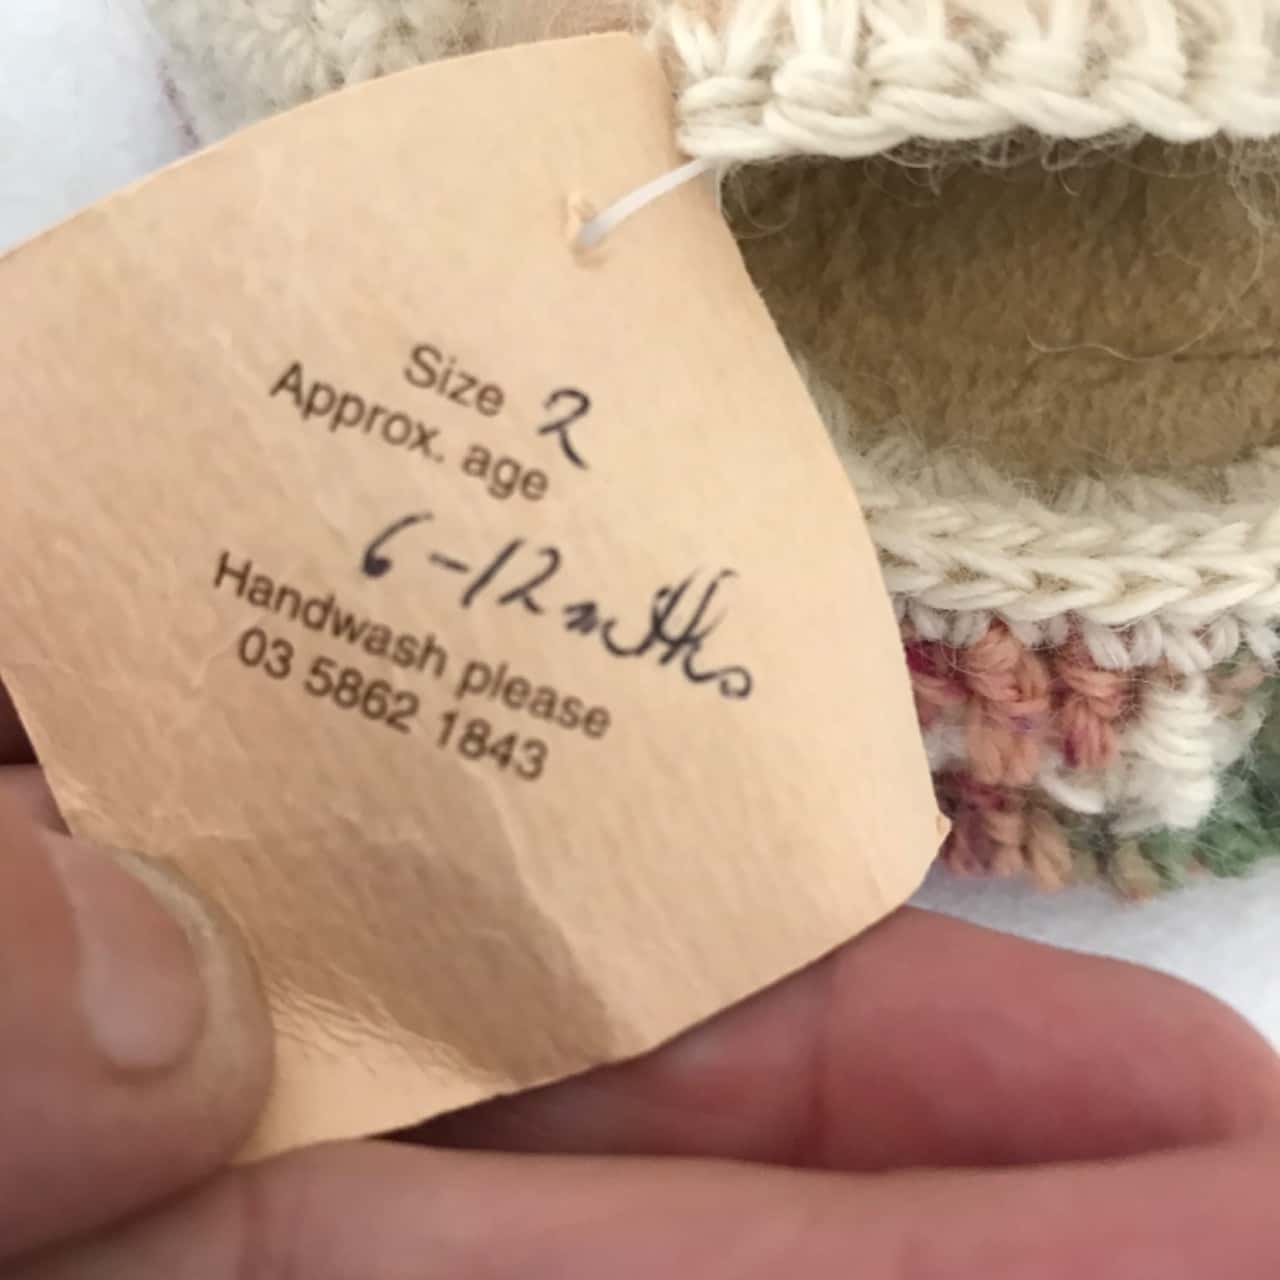 Size 2
Approx. age
6-12 mths
Handwash please
03 5862 1843